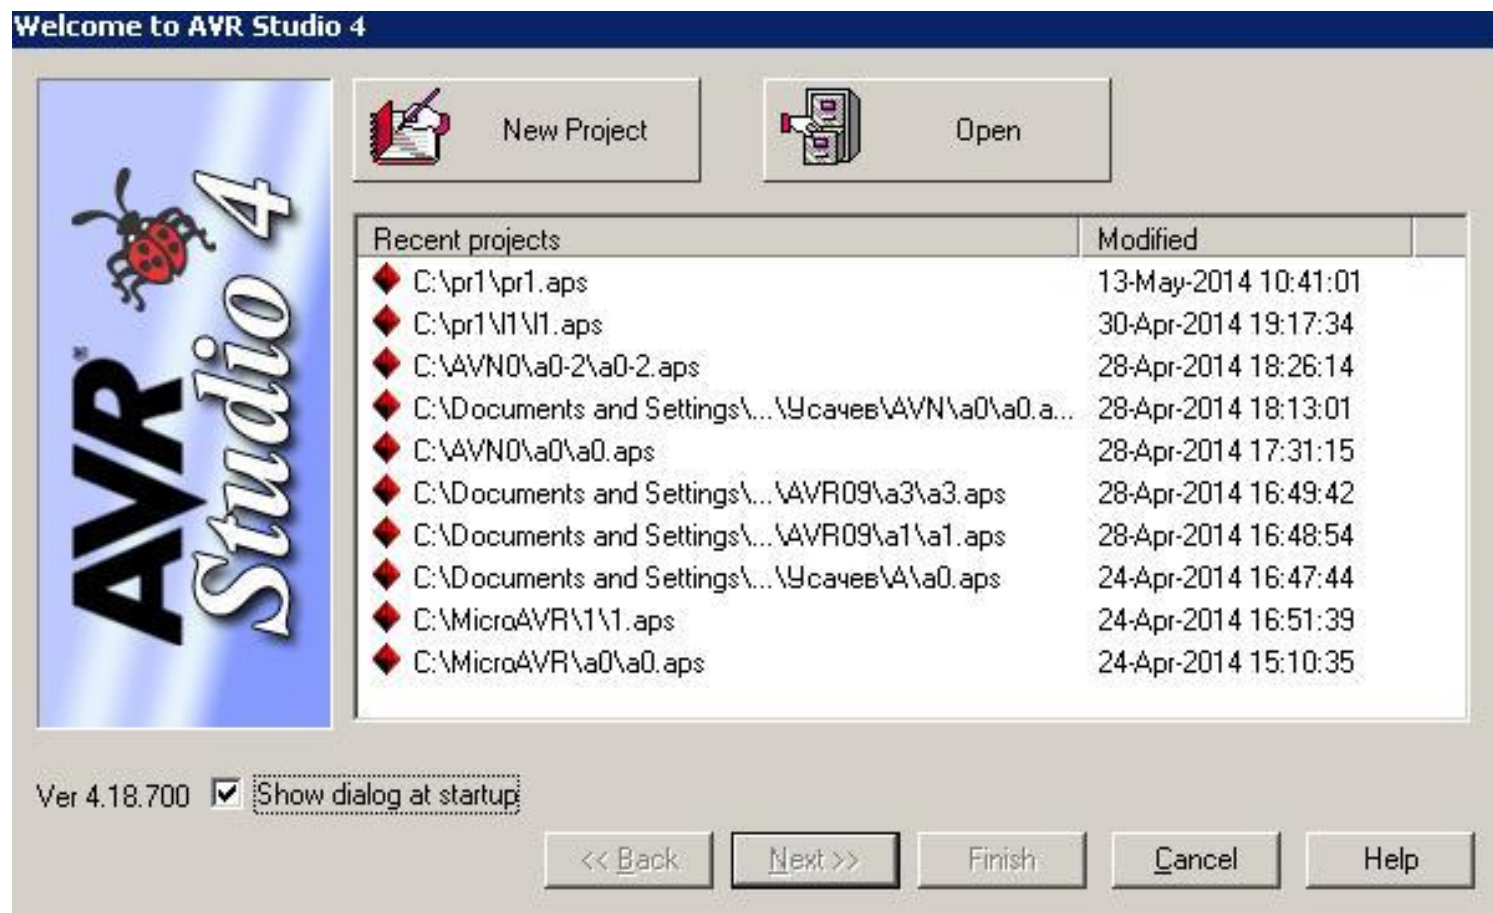 Welcome to AVR Studio 4
AVR® Studio 4
New Project
Open
Recent projects Modified
C:\pr1\pr1.aps 13-May-2014 10:41:01
C:\pr1\l1\l1.aps 30-Apr-2014 19:17:34
C:\AVN0\a0-2\a0-2.aps 28-Apr-2014 18:26:14
C:\Documents and Settings\...\Усачев\AVN\a0\a0.a... 28-Apr-2014 18:13:01
C:\AVN0\a0\a0.aps 28-Apr-2014 17:31:15
C:\Documents and Settings\...\AVR09\a3\a3.aps 28-Apr-2014 16:49:42
C:\Documents and Settings\...\AVR09\a1\a1.aps 28-Apr-2014 16:48:54
C:\Documents and Settings\...\Усачев\A\a0.aps 24-Apr-2014 16:47:44
C:\MicroAVR\1\1.aps 24-Apr-2014 16:51:39
C:\MicroAVR\a0\a0.aps 24-Apr-2014 15:10:35
Ver 4.18.700 Show dialog at startup
<< Back Next >> Finish Cancel Help